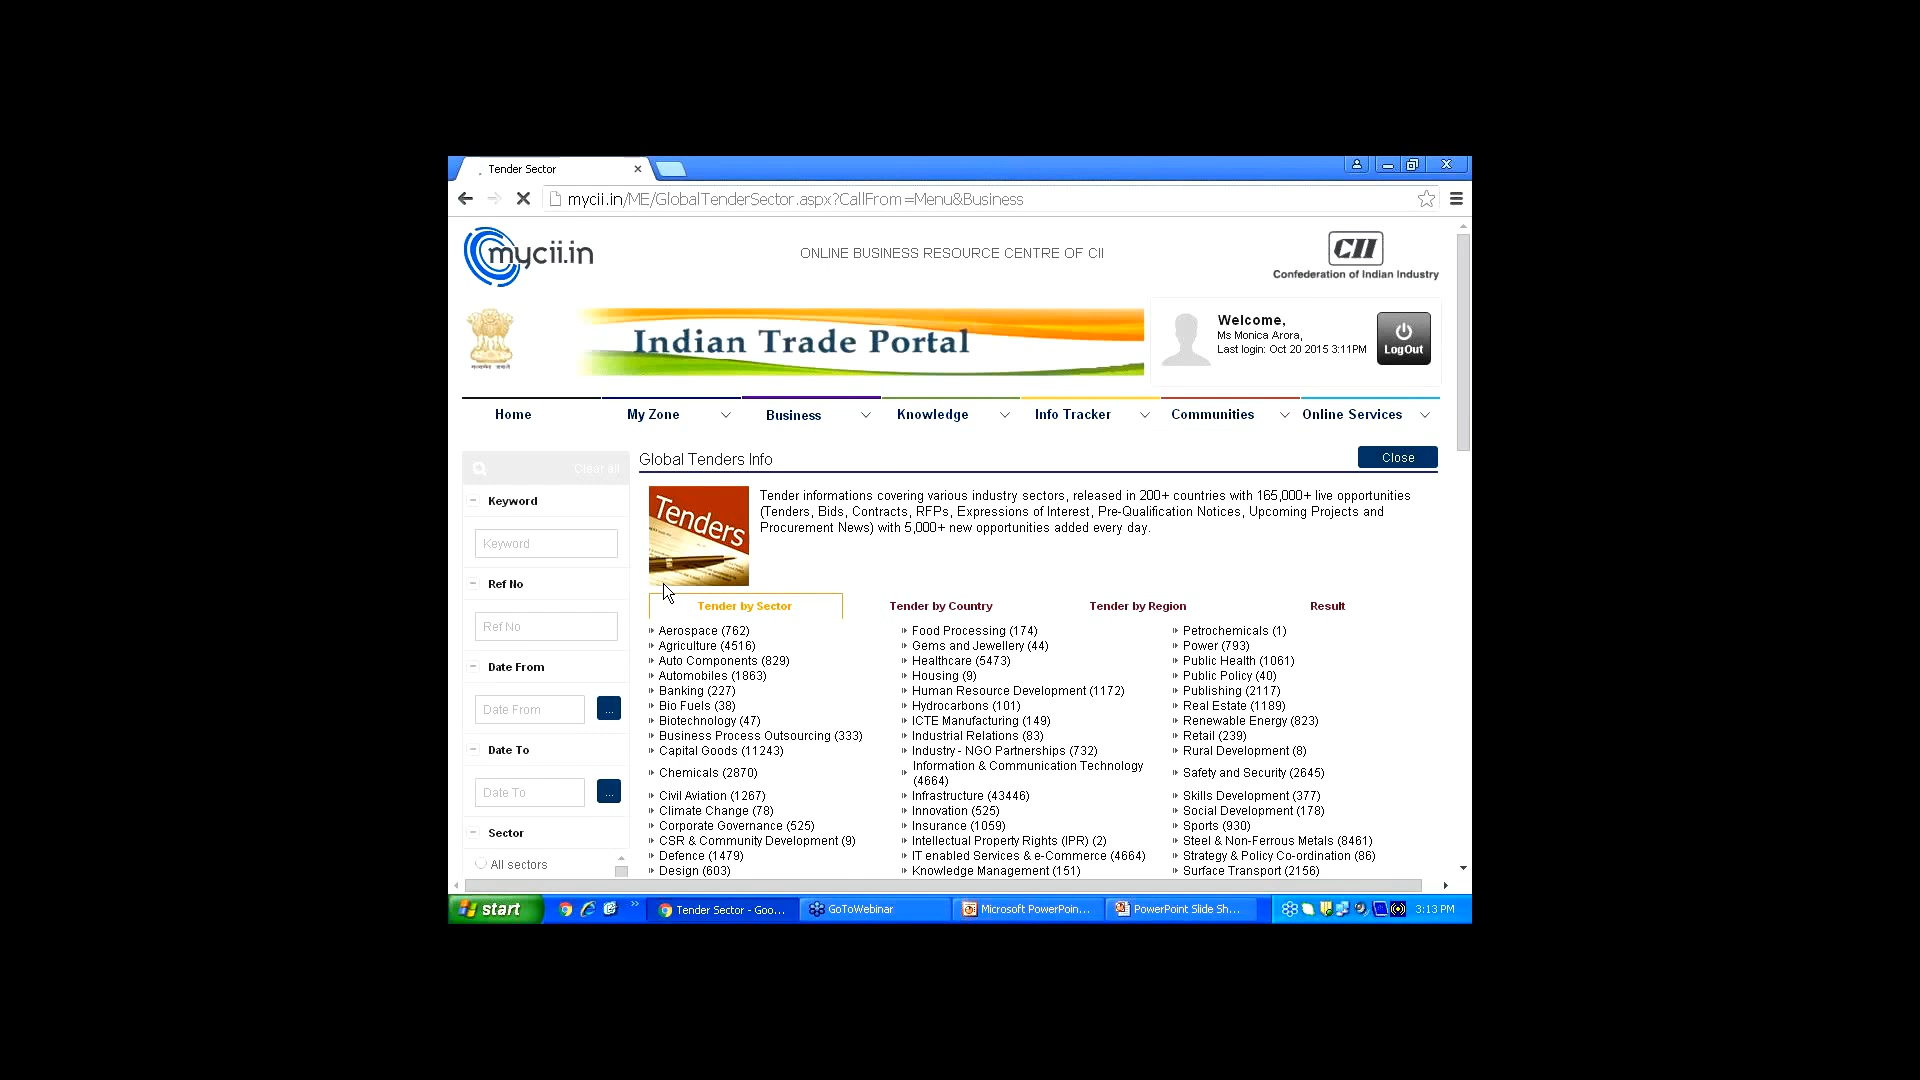 Tender Sector
mycii.in/ME/GlobalTenderSector.aspx?CallFrom=Menu&Business
mycii.in
ONLINE BUSINESS RESOURCE CENTRE OF CII
CII
Confederation of Indian Industry
Indian Trade Portal
Welcome,
Ms Monica Arora,
Last login: Oct 20 2015 3:11PM
LogOut
Home
My Zone
Business
Knowledge
Info Tracker
Communities
Online Services
Clear all
Global Tenders Info
Close
Keyword
Keyword
Ref No
Ref No
Date From
Date From
...
Date To
Date To
...
Sector
All sectors
Tenders
Tender informations covering various industry sectors, released in 200+ countries with 165,000+ live opportunities
(Tenders, Bids, Contracts, RFPs, Expressions of Interest, Pre-Qualification Notices, Upcoming Projects and
Procurement News) with 5,000+ new opportunities added every day.
Tender by Sector
Tender by Country
Tender by Region
Result
Aerospace (762)
Agriculture (4516)
Auto Components (829)
Automobiles (1863)
Banking (227)
Bio Fuels (38)
Biotechnology (47)
Business Process Outsourcing (333)
Capital Goods (11243)
Chemicals (2870)
Civil Aviation (1267)
Climate Change (78)
Corporate Governance (525)
CSR & Community Development (9)
Defence (1479)
Design (603)
Food Processing (174)
Gems and Jewellery (44)
Healthcare (5473)
Housing (9)
Human Resource Development (1172)
Hydrocarbons (101)
ICTE Manufacturing (149)
Industrial Relations (83)
Industry - NGO Partnerships (732)
Information & Communication Technology
(4664)
Infrastructure (43446)
Innovation (525)
Insurance (1059)
Intellectual Property Rights (IPR) (2)
IT enabled Services & e-Commerce (4664)
Knowledge Management (151)
Petrochemicals (1)
Power (793)
Public Health (1061)
Public Policy (40)
Publishing (2117)
Real Estate (1189)
Renewable Energy (823)
Retail (239)
Rural Development (8)
Safety and Security (2645)
Skills Development (377)
Social Development (178)
Sports (930)
Steel & Non-Ferrous Metals (8461)
Strategy & Policy Co-ordination (86)
Surface Transport (2156)
start
Tender Sector - Goo...
GoToWebinar
Microsoft PowerPoin...
PowerPoint Slide Sh...
3:13 PM